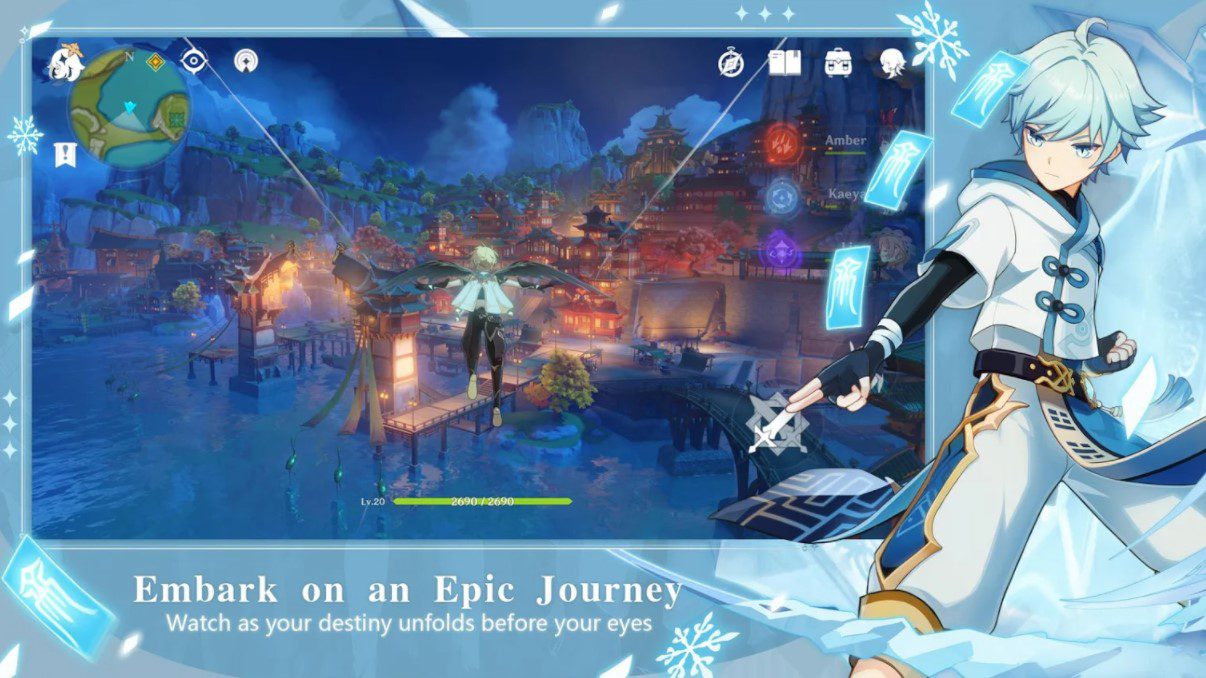 N
Amber
Kaeya
Lv.20
2690 / 2690
Embark on an Epic Journey
Watch as your destiny unfolds before your eyes